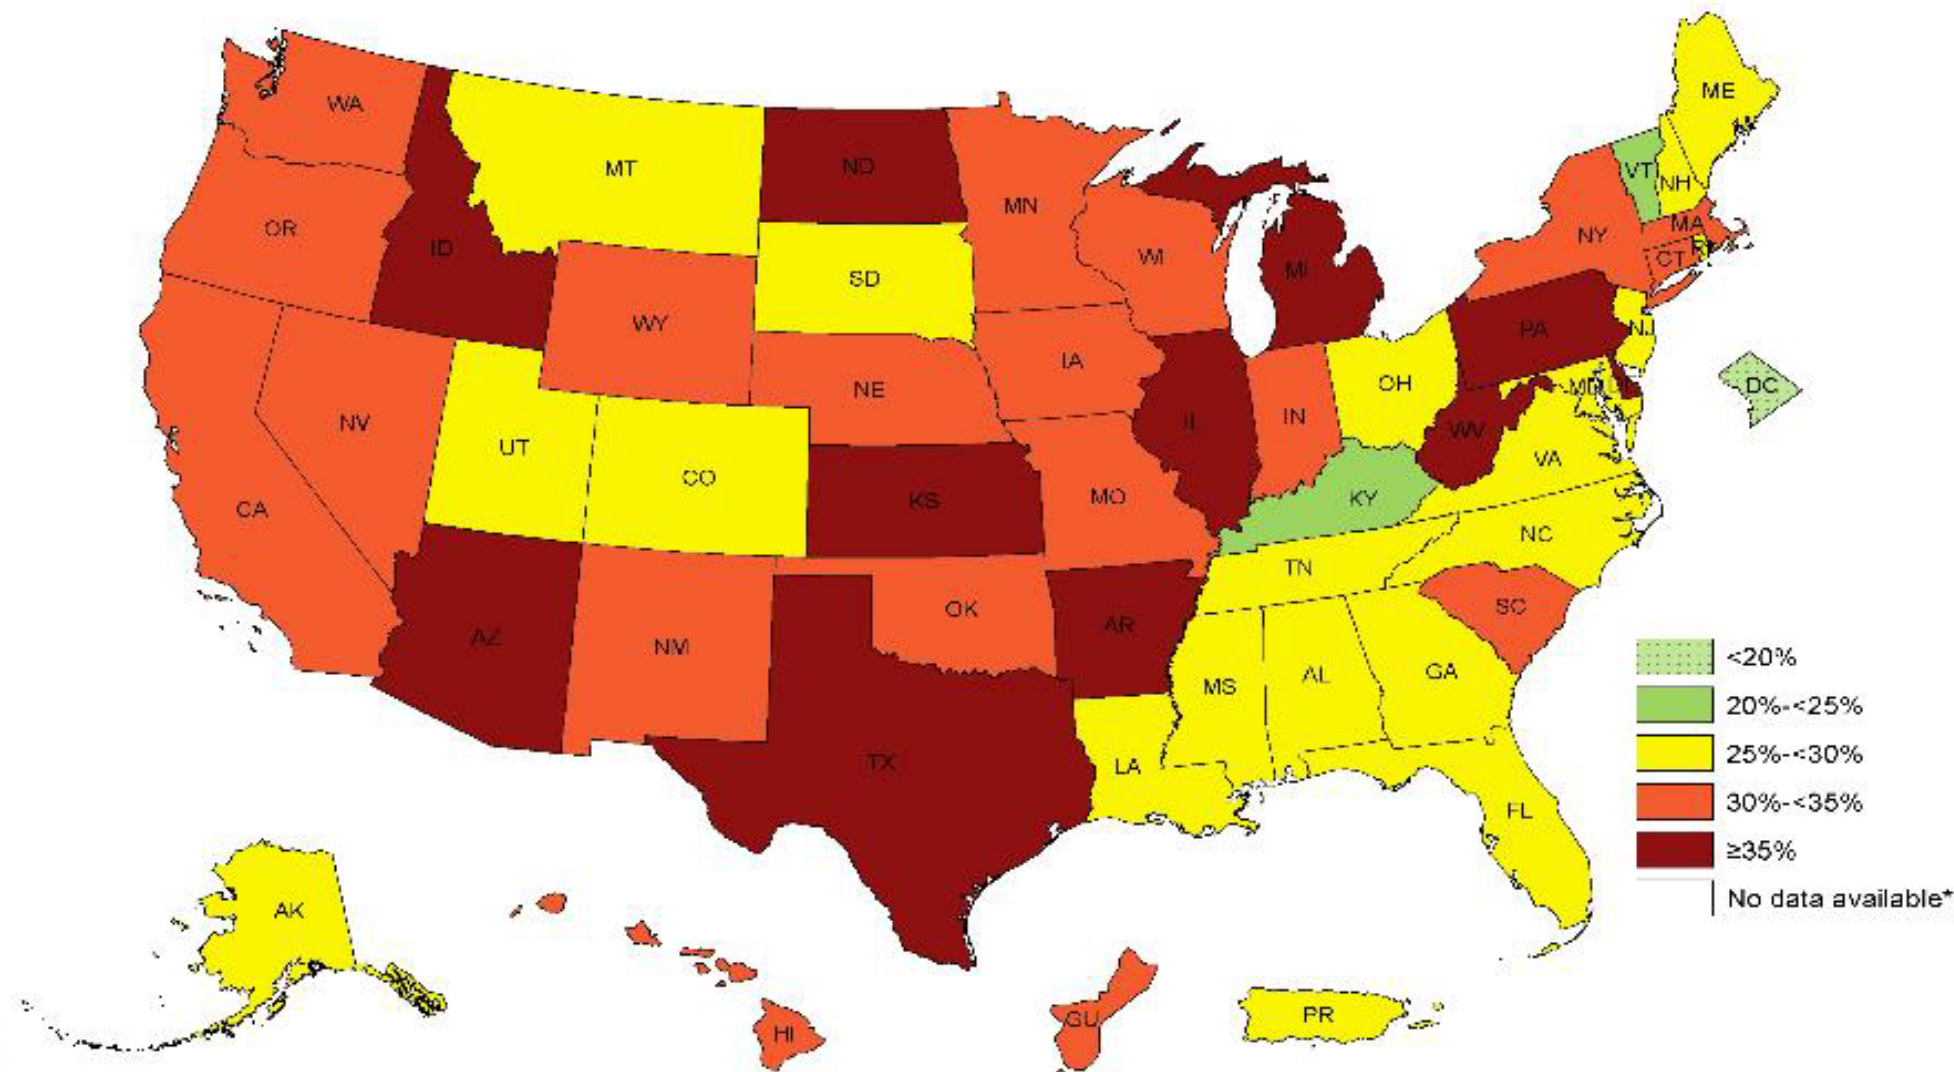 ME
WA
MT
ND
VT
NH
MN
MA
OR
NY
ID
WI
CT
MI
SD
WY
PA
NJ
IA
OH
MD
DC
NE
NV
IN
IL
WV
UT
VA
CO
KS
MO
KY
CA
NC
TN
OK
SC
AR
AZ
NM
<20%
MS
AL
GA
20%-<25%
25%-<30%
TX
LA
30%-<35%
FL
≥35%
No data available*
AK
PR
GU
HI